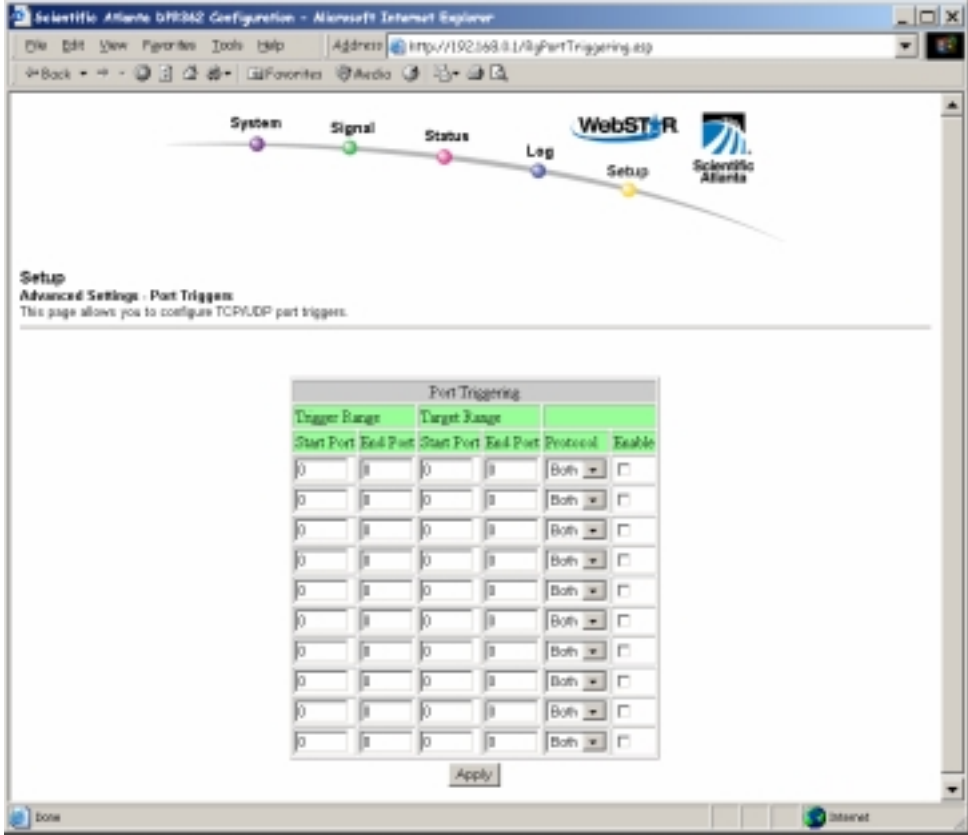 Scientific Atlanta DPR362 Configuration - Microsoft Internet Explorer
File Edit View Favorites Tools Help Address http://192.168.0.1/RgPortTriggering.asp
Back Favorites Media
System
Signal
Status
Log
Setup
WebSTAR
Scientific
Atlanta
Setup
Advanced Settings - Port Triggers
This page allows you to configure TCP/UDP port triggers.
Port Triggering
Trigger Range Target Range
Start Port End Port Start Port End Port Protocol Enable
0 0 0 0 Both
0 0 0 0 Both
0 0 0 0 Both
0 0 0 0 Both
0 0 0 0 Both
0 0 0 0 Both
0 0 0 0 Both
0 0 0 0 Both
0 0 0 0 Both
0 0 0 0 Both
Apply
Done Internet